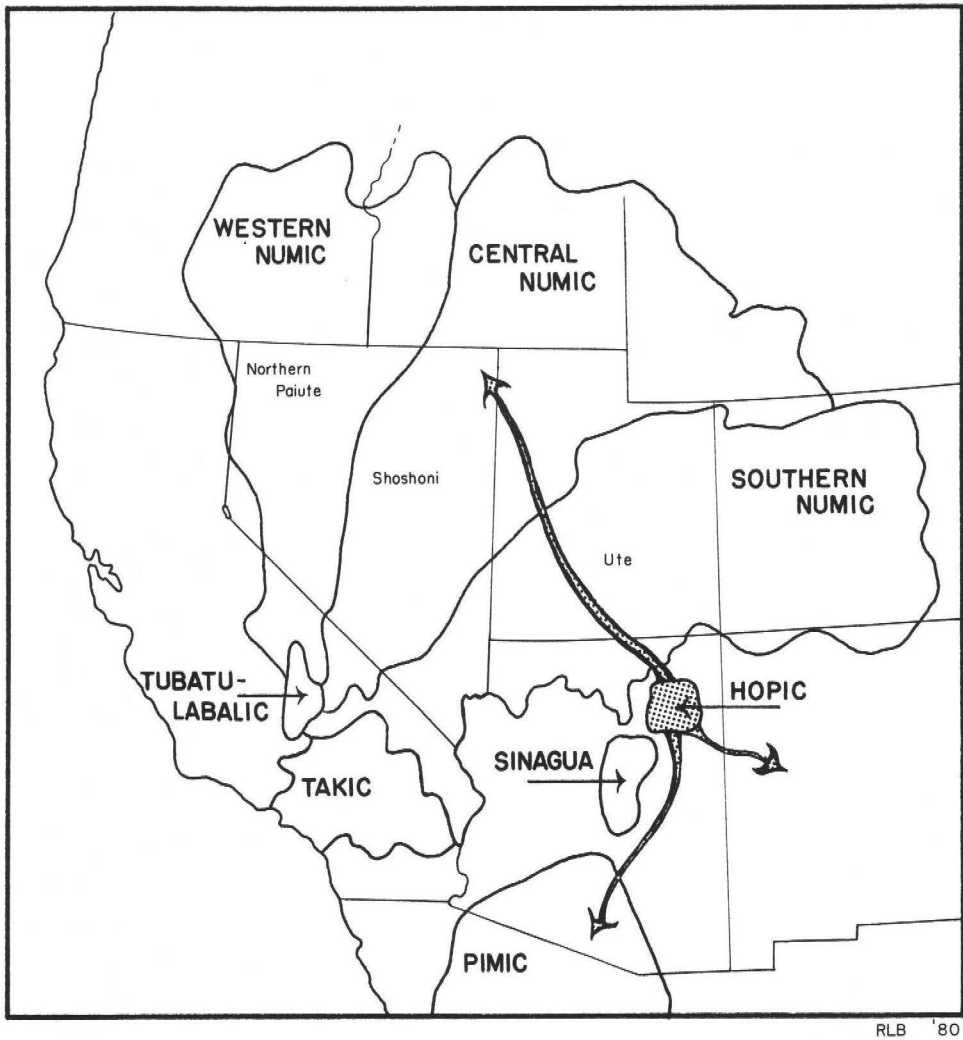 WESTERN
NUMIC
CENTRAL
NUMIC
Northern
Paiute
Shoshoni
SOUTHERN
NUMIC
Ute
TUBATU-
LABALIC
HOPIC
SINAGUA
TAKIC
PIMIC
RLB '80